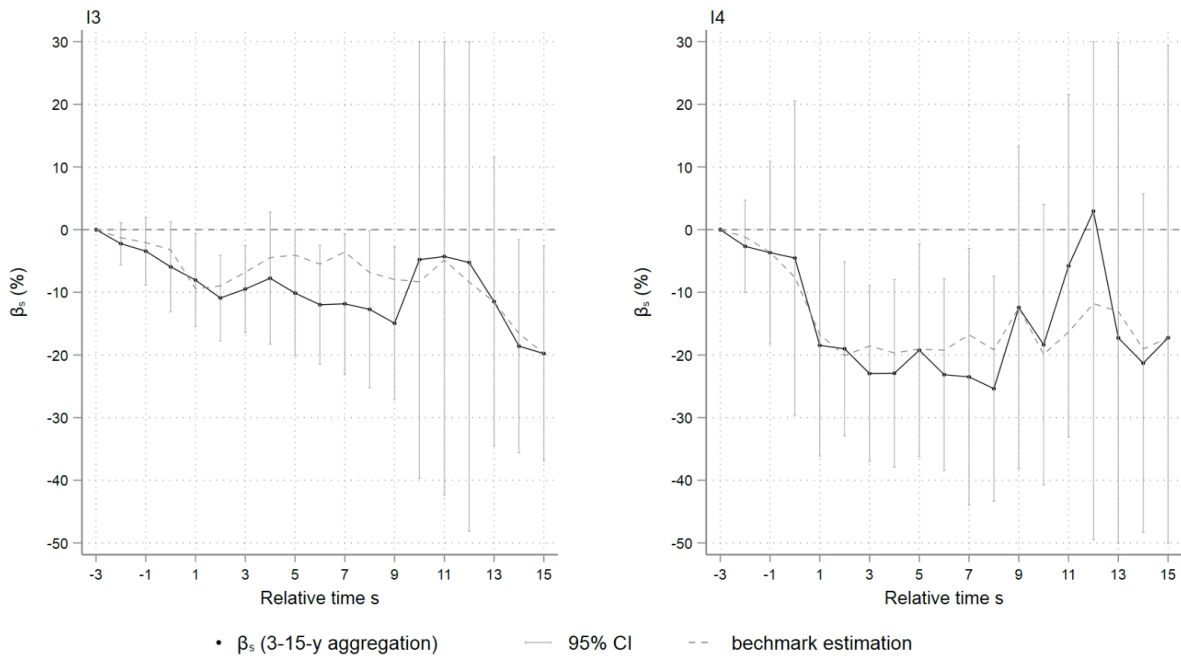 I3
30
20
10
0
-10
-20
-30
-40
-50
βₛ (%)
-3 -1 1 3 5 7 9 11 13 15
Relative time s
I4
30
20
10
0
-10
-20
-30
-40
-50
βₛ (%)
-3 -1 1 3 5 7 9 11 13 15
Relative time s
βₛ (3-15-y aggregation) 95% CI bechmark estimation